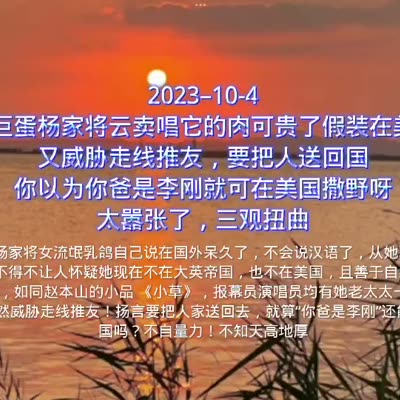 2023–10-4
巨蛋杨家将云卖唱它的肉可贵了假装在美
又威胁走线推友，要把人送回国
你以为你爸是李刚就可在美国撒野呀
太嚣张了，三观扭曲
杨家将女流氓乳鸽自己说在国外呆久了，不会说汉语了，从她
不得不让人怀疑她现在不在大英帝国，也不在美国，且善于自
，如同赵本山的小品 《小草》，报幕员演唱员均有她老太太一
然威胁走线推友！扬言要把人家送回去，就算“你爸是李刚”还能
国吗？不自量力！不知天高地厚